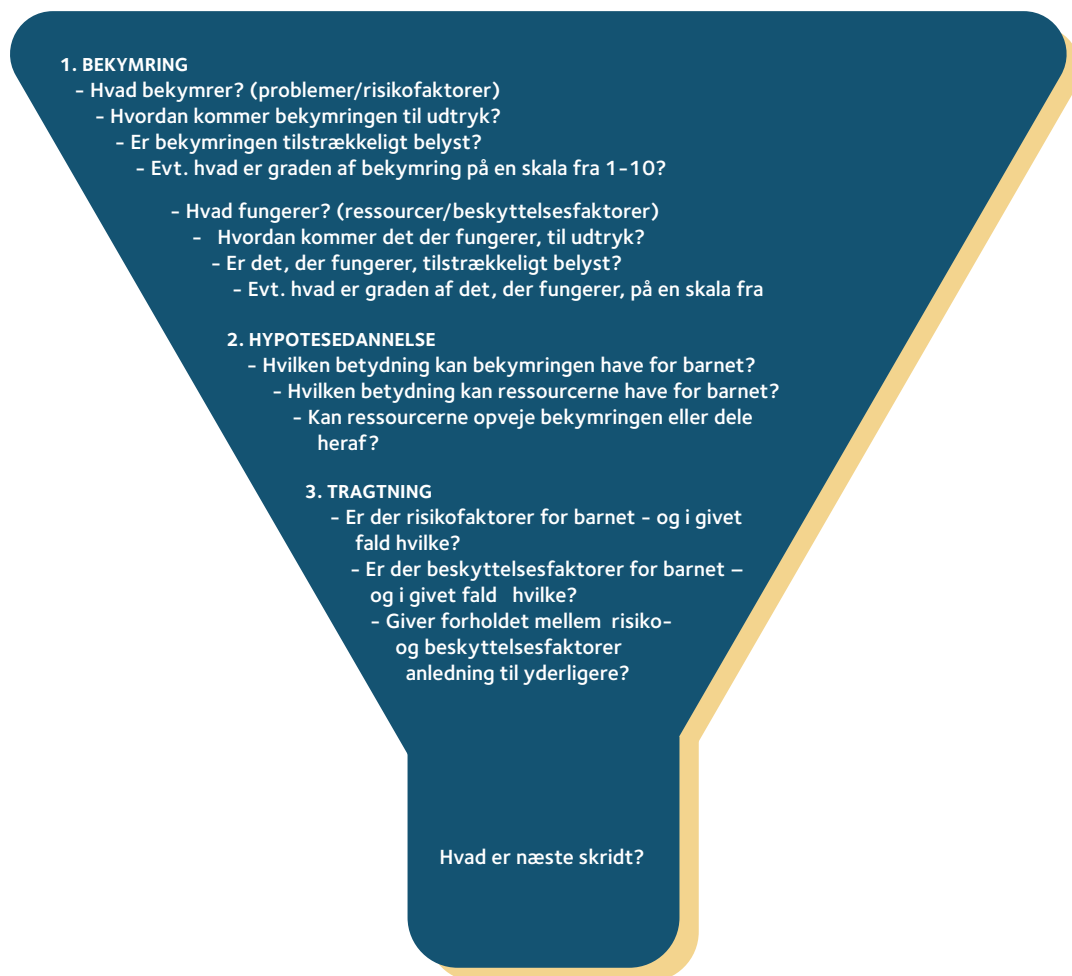 1. BEKYMRING
- Hvad bekymrer? (problemer/risikofaktorer)
- Hvordan kommer bekymringen til udtryk?
- Er bekymringen tilstrækkeligt belyst?
- Evt. hvad er graden af bekymring på en skala fra 1-10?
- Hvad fungerer? (ressourcer/beskyttelsesfaktorer)
- Hvordan kommer det der fungerer, til udtryk?
- Er det, der fungerer, tilstrækkeligt belyst?
- Evt. hvad er graden af det, der fungerer, på en skala fra
2. HYPOTESEDANNELSE
- Hvilken betydning kan bekymringen have for barnet?
- Hvilken betydning kan ressourcerne have for barnet?
- Kan ressourcerne opveje bekymringen eller dele
heraf?
3. TRAGTNING
- Er der risikofaktorer for barnet - og i givet
fald hvilke?
- Er der beskyttelsesfaktorer for barnet –
og i givet fald hvilke?
- Giver forholdet mellem risiko-
og beskyttelsesfaktorer
anledning til yderligere?
Hvad er næste skridt?